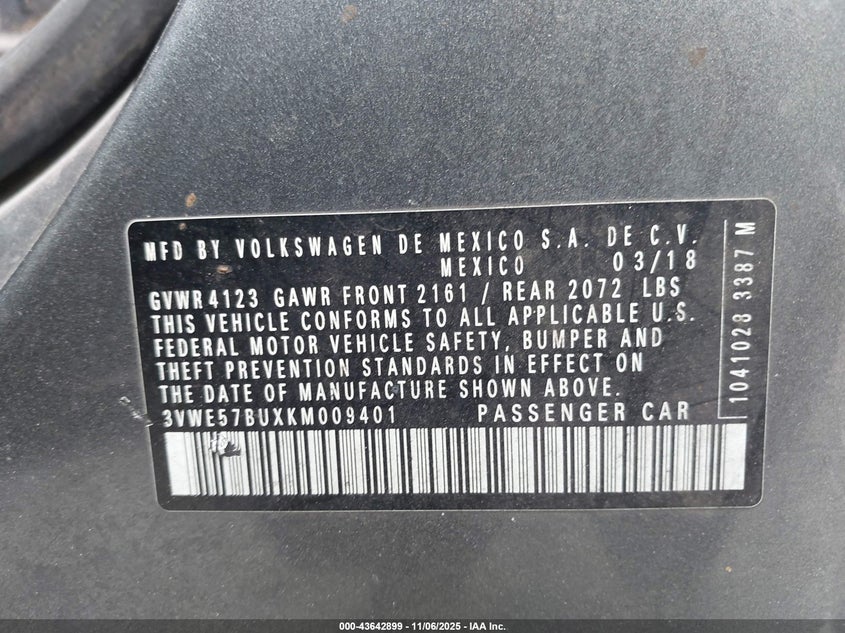 MFD BY VOLKSWAGEN DE MEXICO S.A. DE C.V.
MEXICO 03/18
GVWR 4123 GAWR FRONT 2161 / REAR 2072 LBS
THIS VEHICLE CONFORMS TO ALL APPLICABLE U.S.
FEDERAL MOTOR VEHICLE SAFETY, BUMPER AND
THEFT PREVENTION STANDARDS IN EFFECT ON
THE DATE OF MANUFACTURE SHOWN ABOVE.
3VWE57BUXKM009401 PASSENGER CAR
1041028 3387 M
000-43642899 - 11/06/2025 - IAA Inc.